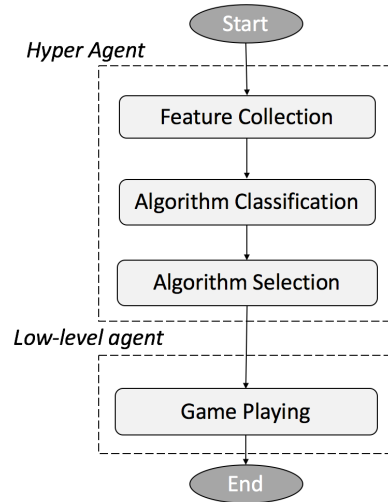 Start
Hyper Agent
Feature Collection
Algorithm Classification
Algorithm Selection
Low-level agent
Game Playing
End